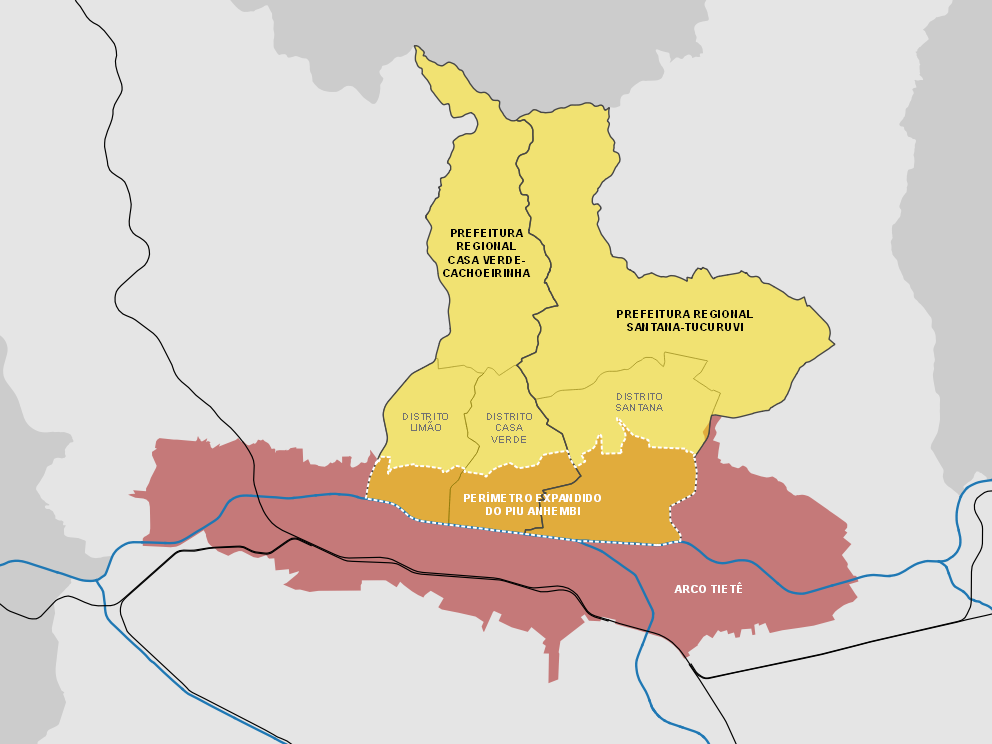 PREFEITURA
REGIONAL
CASA VERDE-
CACHOEIRINHA
PREFEITURA REGIONAL
SANTANA-TUCURUVI
DISTRITO
LIMÃO
DISTRITO
CASA
VERDE
DISTRITO
SANTANA
PERÍMETRO EXPANDIDO
DO PIU ANHEMBI
ARCO TIETÊ